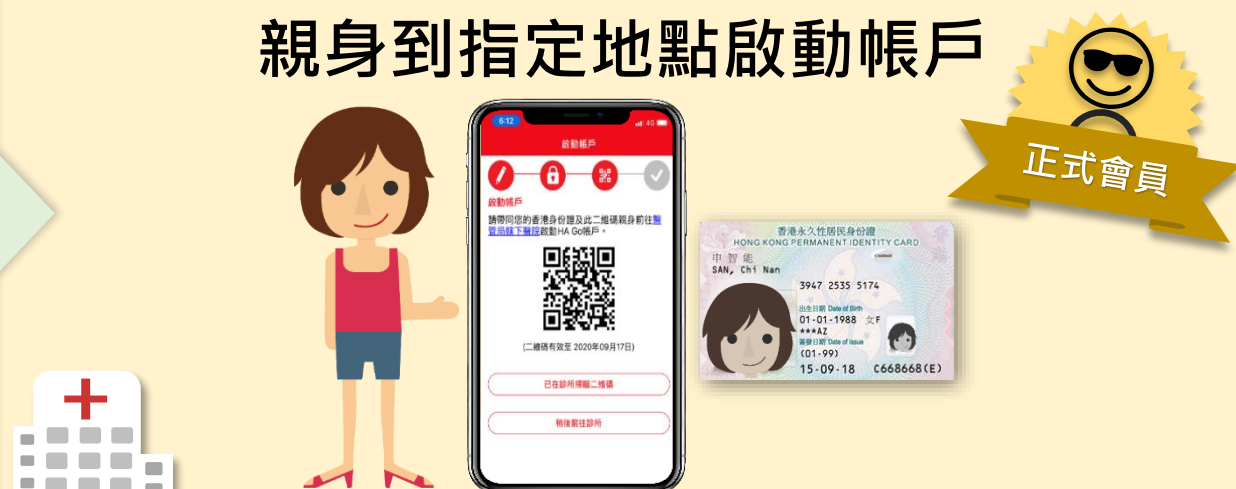 親身到指定地點啟動帳戶
正式會員
6:12
4G
啟動帳戶
啟動帳戶
請帶同您的香港身份證及此二維碼親身前往醫
管局轄下醫院啟動HA Go帳戶。
(二維碼有效至 2020年09月17日)
已在診所掃瞄二維碼
稍後前往診所
香港永久性居民身份證
HONG KONG PERMANENT IDENTITY CARD
申智能
SAN, Chi Nan
3947 2535 5174
出生日期 Date of Birth
01-01-1988 女F
***AZ
簽發日期 Date of Issue
(01-99)
15-09-18
C668668(E)